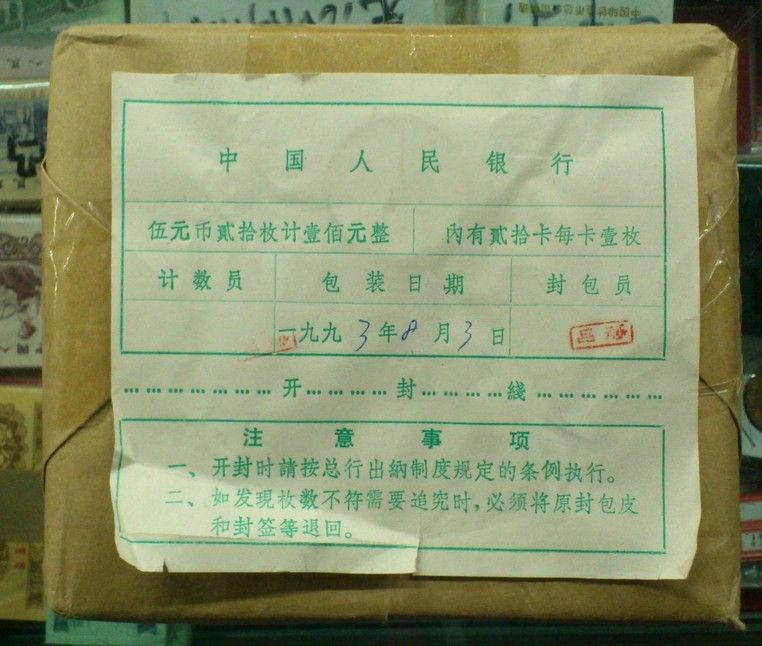 中国人民银行
伍元币贰拾枚计壹佰元整 內有贰拾卡每卡壹枚
计数员 包装日期 封包员
一九九3年8月3日
开封线
注意事项
一、开封时請按总行出納制度规定的条例执行。
二、如发现枚数不符需要追究时,必须将原封包皮
和封签等退回。